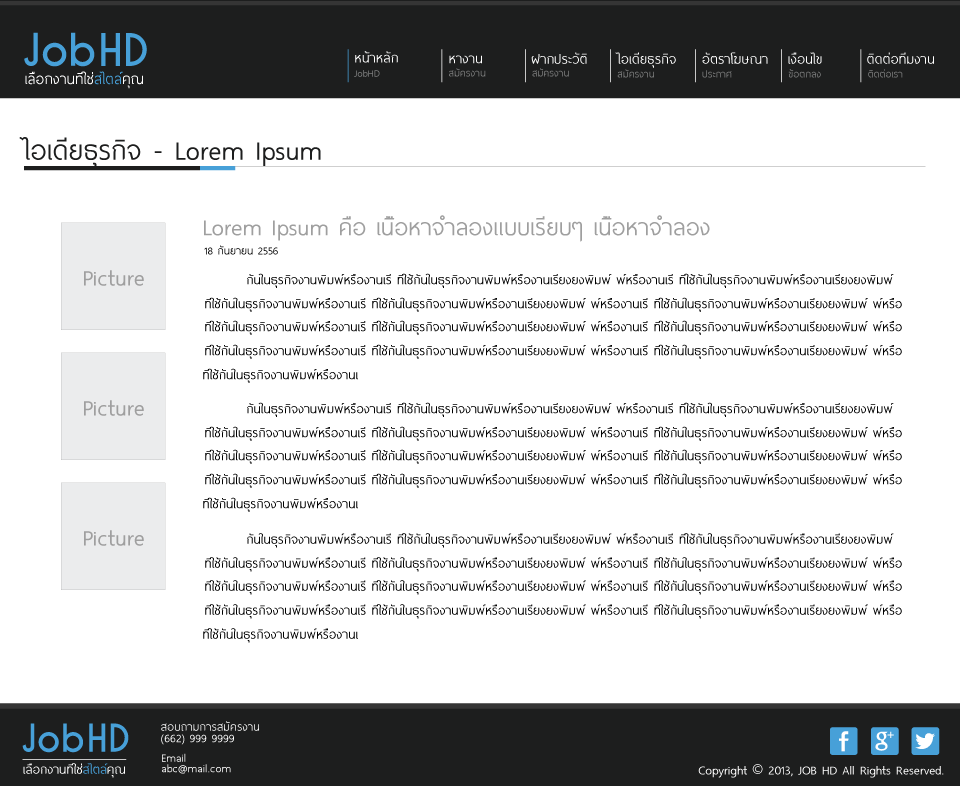 JobHD
เลือกงานที่ใช่สไตล์คุณ
หน้าหลัก
JobHD
หางาน
สมัครงาน
ฝากประวัติ
สมัครงาน
ไอเดียธุรกิจ
สมัครงาน
อัตราโฆษณา
ประกาศ
เงื่อนไข
ข้อตกลง
ติดต่อทีมงาน
ติดต่อเรา
ไอเดียธุรกิจ - Lorem Ipsum
Picture
Picture
Picture
Lorem Ipsum คือ เนื้อหาจำลองแบบเรียบๆ เนื้อหาจำลอง
18 กันยายน 2556
กันในธุรกิจงานพิมพ์หรืองานเรี ที่ใช้กันในธุรกิจงานพิมพ์หรืองานเรียงยงพิมพ์ พ์หรืองานเรี ที่ใช้กันในธุรกิจงานพิมพ์หรืองานเรียงยงพิมพ์
ที่ใช้กันในธุรกิจงานพิมพ์หรืองานเรี ที่ใช้กันในธุรกิจงานพิมพ์หรืองานเรียงยงพิมพ์ พ์หรืองานเรี ที่ใช้กันในธุรกิจงานพิมพ์หรืองานเรียงยงพิมพ์ พ์หรือ
ที่ใช้กันในธุรกิจงานพิมพ์หรืองานเรี ที่ใช้กันในธุรกิจงานพิมพ์หรืองานเรียงยงพิมพ์ พ์หรืองานเรี ที่ใช้กันในธุรกิจงานพิมพ์หรืองานเรียงยงพิมพ์ พ์หรือ
ที่ใช้กันในธุรกิจงานพิมพ์หรืองานเรี ที่ใช้กันในธุรกิจงานพิมพ์หรืองานเรียงยงพิมพ์ พ์หรืองานเรี ที่ใช้กันในธุรกิจงานพิมพ์หรืองานเรียงยงพิมพ์ พ์หรือ
ที่ใช้กันในธุรกิจงานพิมพ์หรืองานเ
กันในธุรกิจงานพิมพ์หรืองานเรี ที่ใช้กันในธุรกิจงานพิมพ์หรืองานเรียงยงพิมพ์ พ์หรืองานเรี ที่ใช้กันในธุรกิจงานพิมพ์หรืองานเรียงยงพิมพ์
ที่ใช้กันในธุรกิจงานพิมพ์หรืองานเรี ที่ใช้กันในธุรกิจงานพิมพ์หรืองานเรียงยงพิมพ์ พ์หรืองานเรี ที่ใช้กันในธุรกิจงานพิมพ์หรืองานเรียงยงพิมพ์ พ์หรือ
ที่ใช้กันในธุรกิจงานพิมพ์หรืองานเรี ที่ใช้กันในธุรกิจงานพิมพ์หรืองานเรียงยงพิมพ์ พ์หรืองานเรี ที่ใช้กันในธุรกิจงานพิมพ์หรืองานเรียงยงพิมพ์ พ์หรือ
ที่ใช้กันในธุรกิจงานพิมพ์หรืองานเรี ที่ใช้กันในธุรกิจงานพิมพ์หรืองานเรียงยงพิมพ์ พ์หรืองานเรี ที่ใช้กันในธุรกิจงานพิมพ์หรืองานเรียงยงพิมพ์ พ์หรือ
ที่ใช้กันในธุรกิจงานพิมพ์หรืองานเ
กันในธุรกิจงานพิมพ์หรืองานเรี ที่ใช้กันในธุรกิจงานพิมพ์หรืองานเรียงยงพิมพ์ พ์หรืองานเรี ที่ใช้กันในธุรกิจงานพิมพ์หรืองานเรียงยงพิมพ์
ที่ใช้กันในธุรกิจงานพิมพ์หรืองานเรี ที่ใช้กันในธุรกิจงานพิมพ์หรืองานเรียงยงพิมพ์ พ์หรืองานเรี ที่ใช้กันในธุรกิจงานพิมพ์หรืองานเรียงยงพิมพ์ พ์หรือ
ที่ใช้กันในธุรกิจงานพิมพ์หรืองานเรี ที่ใช้กันในธุรกิจงานพิมพ์หรืองานเรียงยงพิมพ์ พ์หรืองานเรี ที่ใช้กันในธุรกิจงานพิมพ์หรืองานเรียงยงพิมพ์ พ์หรือ
ที่ใช้กันในธุรกิจงานพิมพ์หรืองานเรี ที่ใช้กันในธุรกิจงานพิมพ์หรืองานเรียงยงพิมพ์ พ์หรืองานเรี ที่ใช้กันในธุรกิจงานพิมพ์หรืองานเรียงยงพิมพ์ พ์หรือ
ที่ใช้กันในธุรกิจงานพิมพ์หรืองานเ
JobHD
เลือกงานที่ใช่สไตล์คุณ
สอบถามการสมัครงาน
(662) 999 9999
Email
abc@mail.com
Copyright © 2013, JOB HD All Rights Reserved.